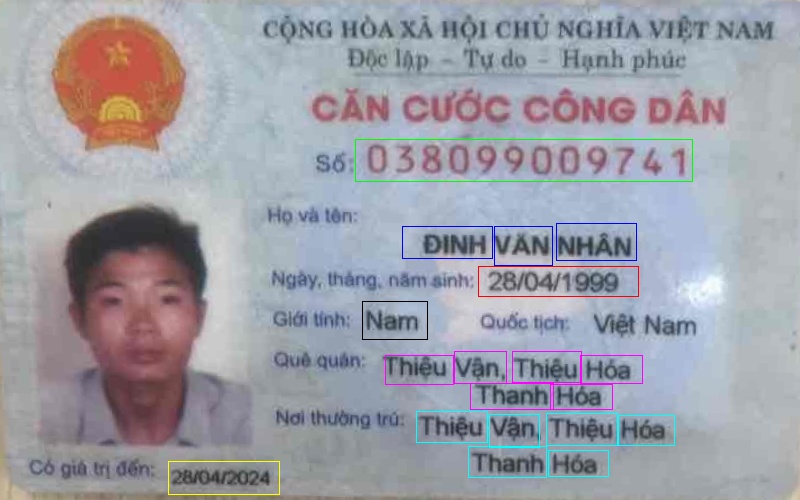 CỘNG HÒA XÃ HỘI CHỦ NGHĨA VIỆT NAM
Độc lập - Tự do - Hạnh phúc
CĂN CƯỚC CÔNG DÂN
Số: 038099009741
Họ và tên:
ĐINH VĂN NHÂN
Ngày, tháng, năm sinh: 28/04/1999
Giới tính: Nam Quốc tịch: Việt Nam
Quê quán: Thiệu Vận, Thiệu Hóa
Thanh Hóa
Nơi thường trú: Thiệu Vận, Thiệu Hóa
Thanh Hóa
Có giá trị đến: 28/04/2024